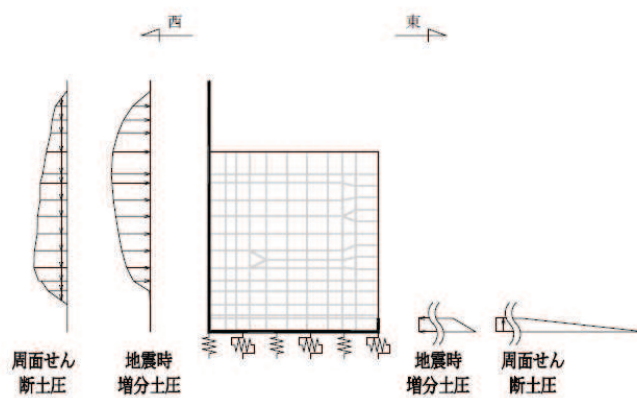 西
東
周面せん
断土圧
地震時
増分土圧
地震時
増分土圧
周面せん
断土圧